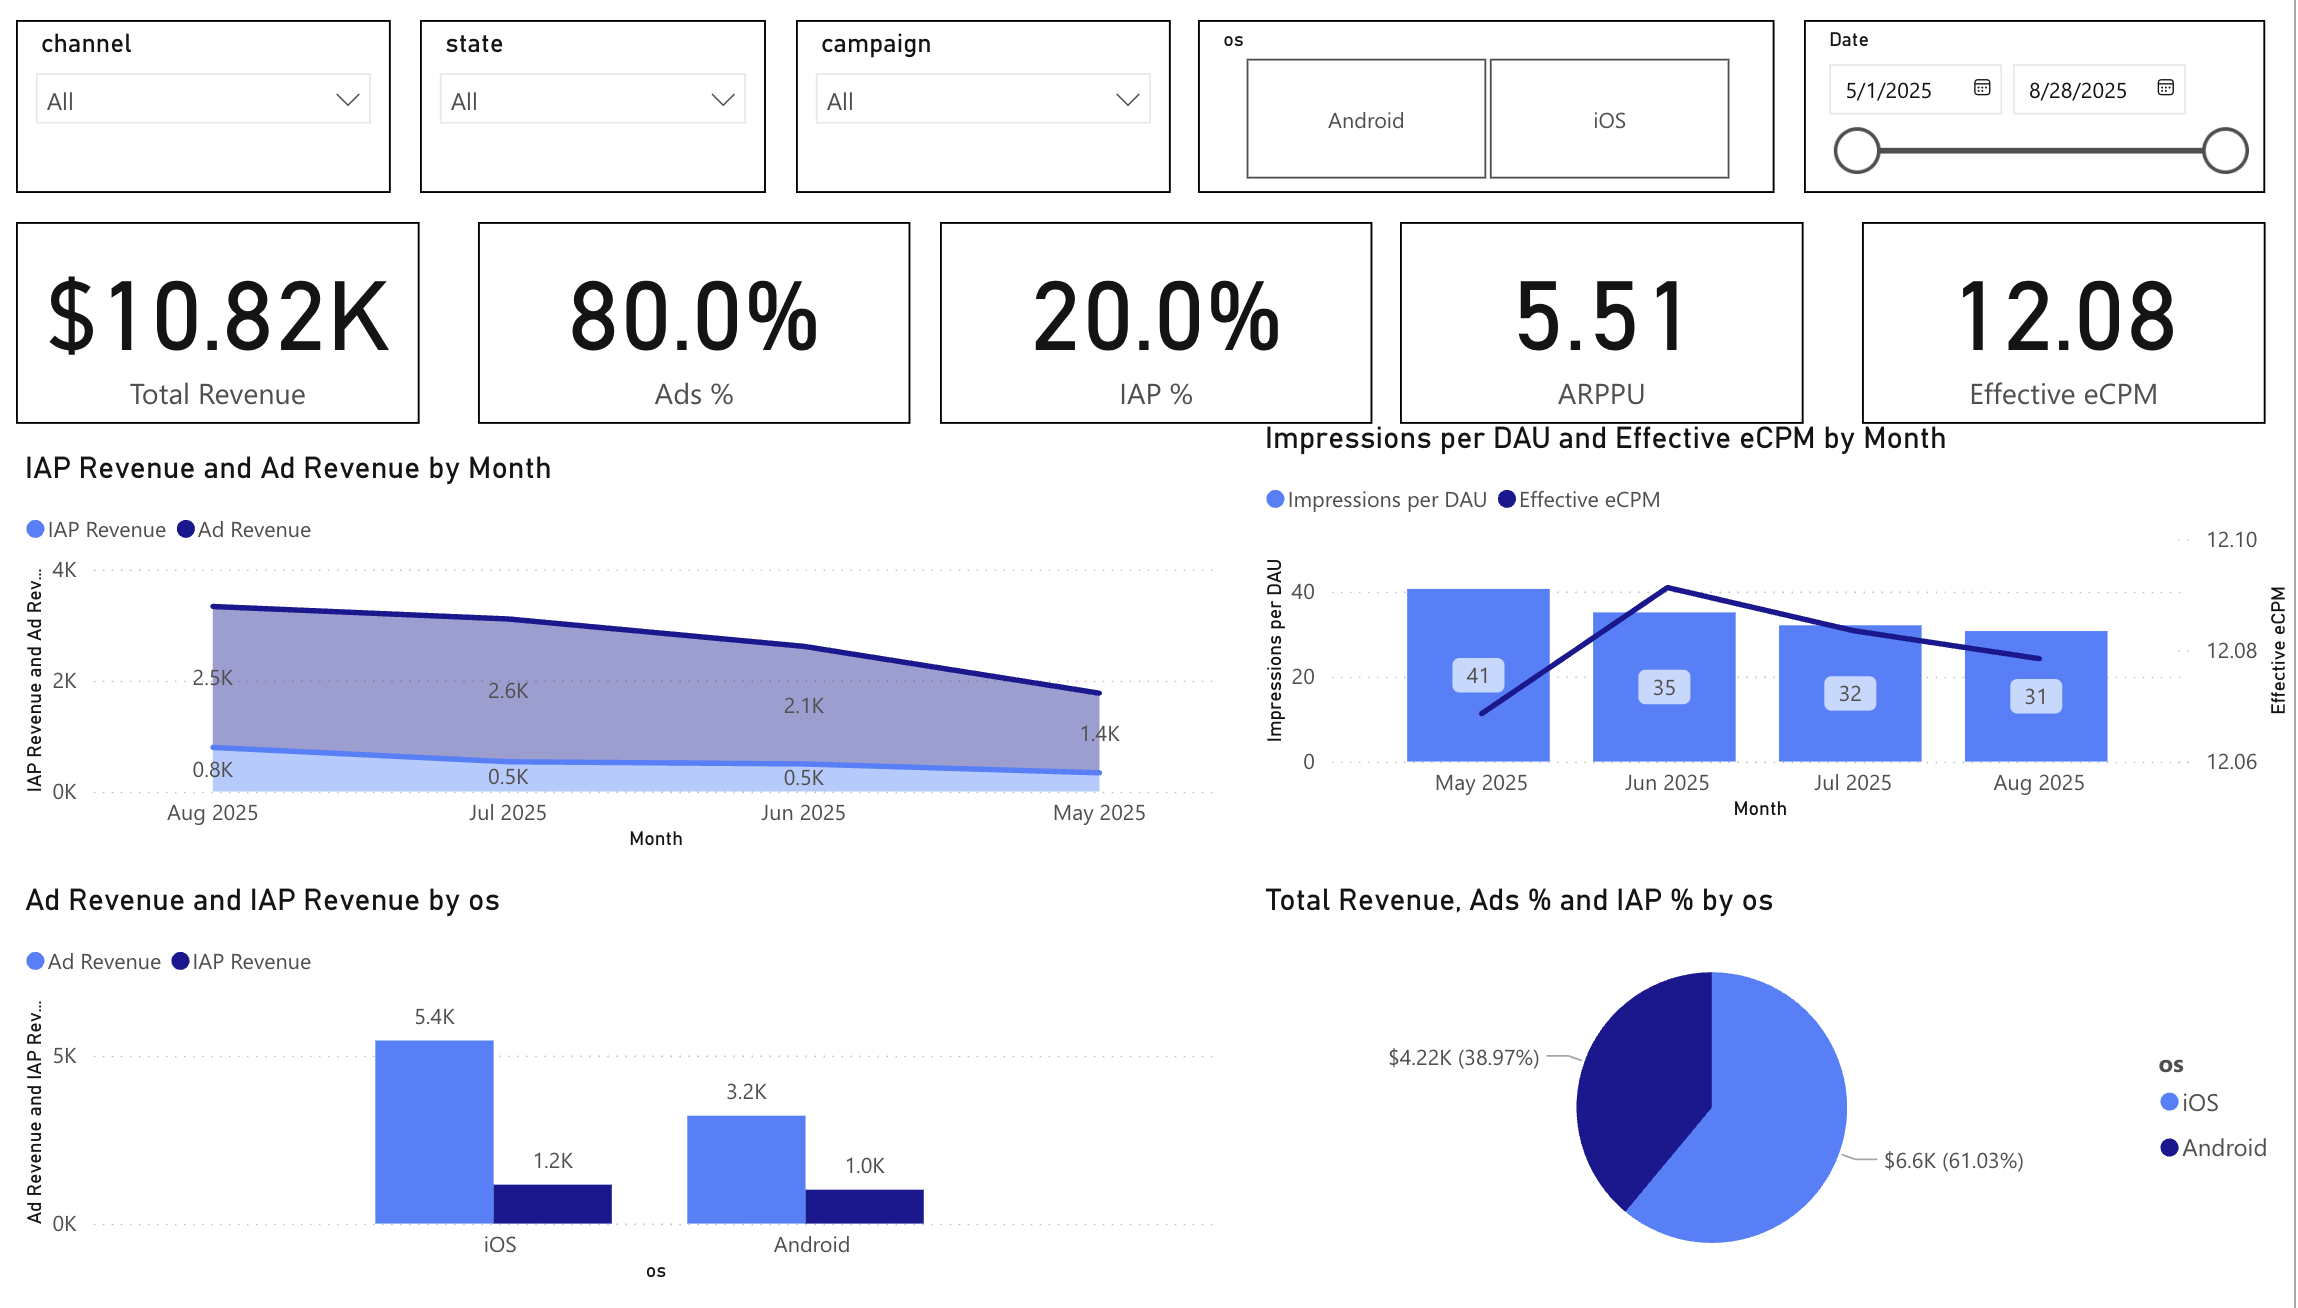 channel
All
state
All
campaign
All
os
Android
iOS
Date
5/1/2025
8/28/2025
$10.82K
Total Revenue
80.0%
Ads %
20.0%
IAP %
5.51
ARPPU
12.08
Effective eCPM
IAP Revenue and Ad Revenue by Month
IAP Revenue
Ad Revenue
IAP Revenue and Ad Rev...
4K
2K
0K
2.5K
2.6K
2.1K
1.4K
0.8K
0.5K
0.5K
Aug 2025
Jul 2025
Jun 2025
May 2025
Month
Impressions per DAU and Effective eCPM by Month
Impressions per DAU
Effective eCPM
Impressions per DAU
40
20
0
41
35
32
31
12.10
12.08
12.06
Effective eCPM
May 2025
Jun 2025
Jul 2025
Aug 2025
Month
Ad Revenue and IAP Revenue by os
Ad Revenue
IAP Revenue
Ad Revenue and IAP Rev...
5K
0K
5.4K
1.2K
3.2K
1.0K
iOS
Android
os
Total Revenue, Ads % and IAP % by os
$4.22K (38.97%)
$6.6K (61.03%)
os
iOS
Android